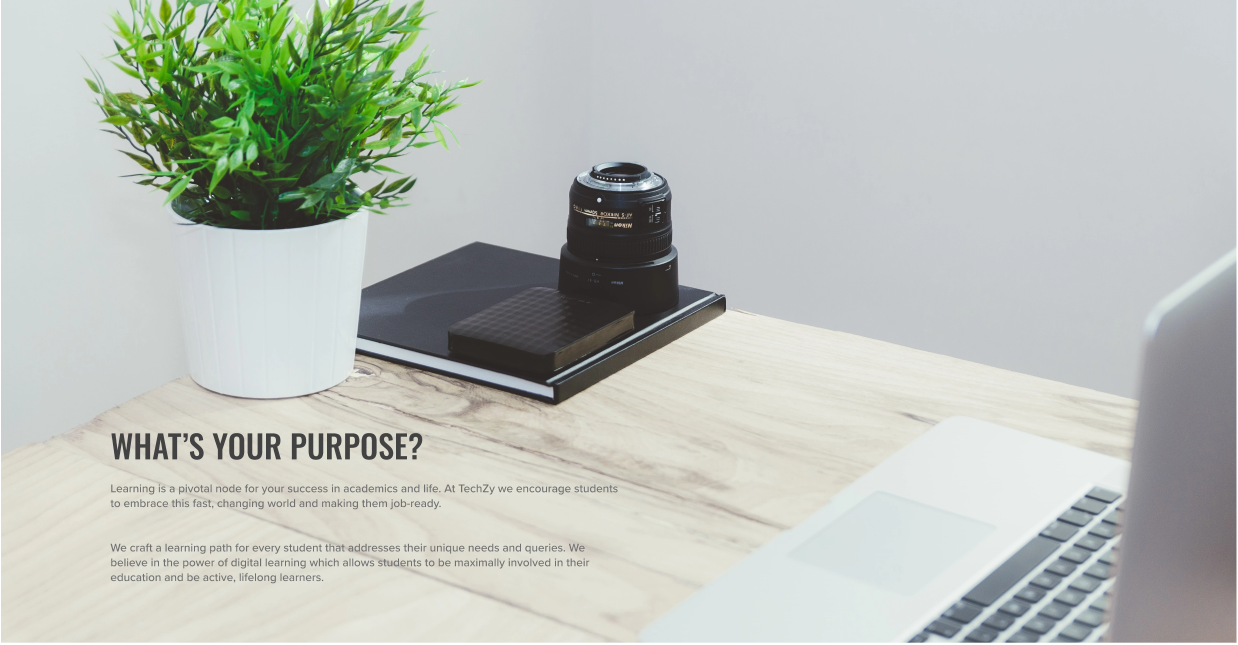 Nikon
WHAT'S YOUR PURPOSE?
Learning is a pivotal node for your success in academics and life. At TechZy we encourage students
to embrace this fast, changing world and making them job-ready.
We craft a learning path for every student that addresses their unique needs and queries. We
believe in the power of digital learning which allows students to be maximally involved in their
education and be active, lifelong learners.